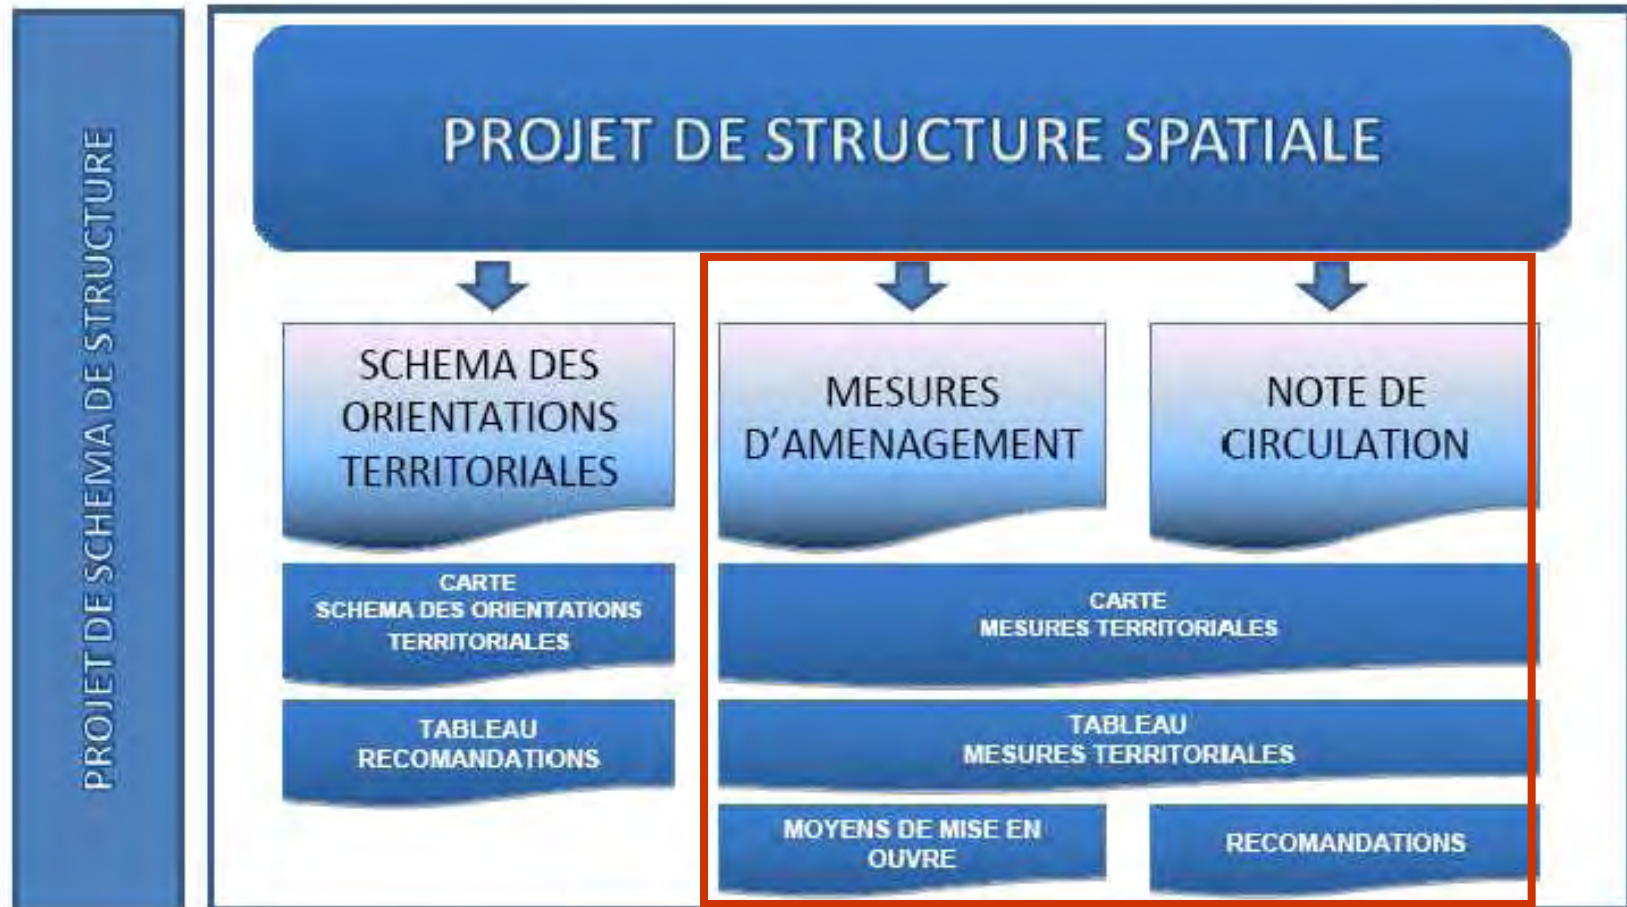 PROJET DE SCHEMA DE STRUCTURE
PROJET DE STRUCTURE SPATIALE
SCHEMA DES
ORIENTATIONS
TERRITORIALES
MESURES
D’AMENAGEMENT
NOTE DE
CIRCULATION
CARTE
SCHEMA DES ORIENTATIONS
TERRITORIALES
CARTE
MESURES TERRITORIALES
TABLEAU
RECOMANDATIONS
TABLEAU
MESURES TERRITORIALES
MOYENS DE MISE EN
OUVRE
RECOMANDATIONS